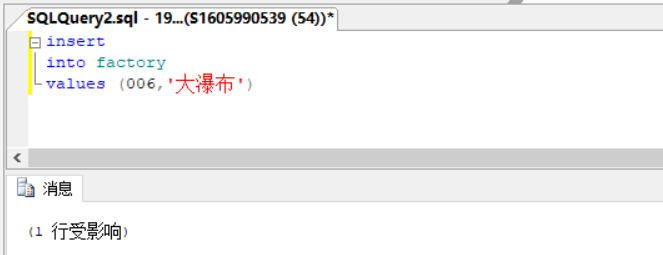 SQLQuery2.sql - 19...(S1605990539 (54))*
insert
into factory
values (006,'大瀑布')
消息
(1 行受影响)